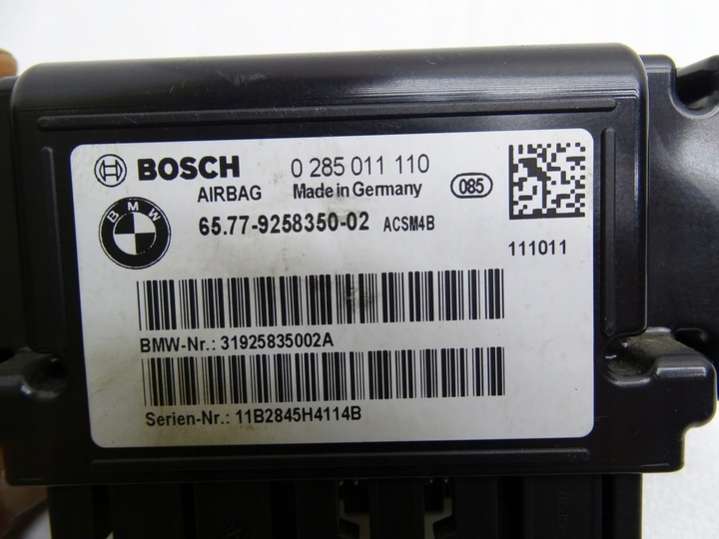 BOSCH 0 285 011 110
AIRBAG Made in Germany 085
BMW 65.77-9258350-02 ACSM4B
111011
BMW-Nr.: 31925835002A
Serien-Nr.: 11B2845H4114B